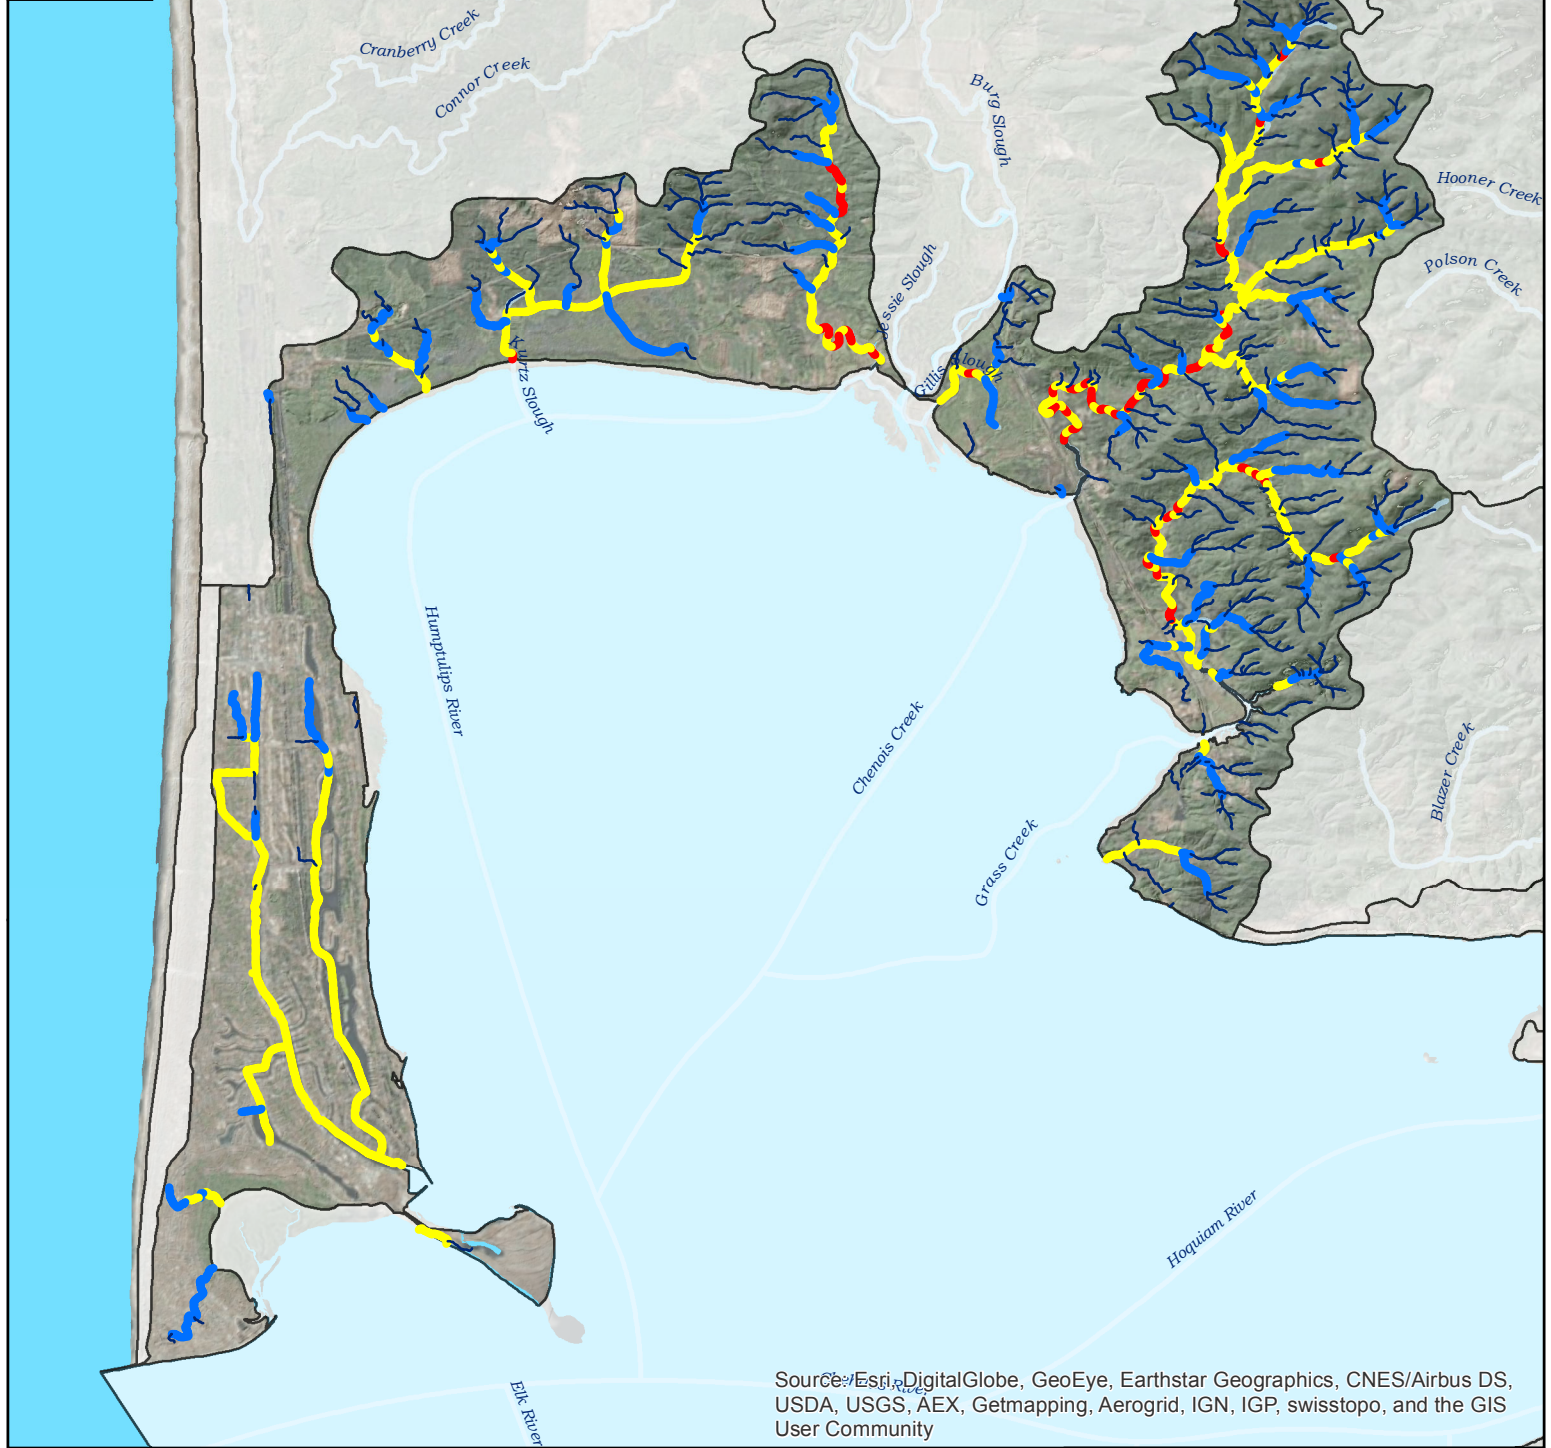 Cranberry Creek
Connor Creek
Burg Slough
Hooner Creek
Polson Creek
Jessie Slough
Gillis Slough
Kurtz Slough
Humptulips River
Chenois Creek
Grass Creek
Blazer Creek
Hoquiam River
Elk River
Source: Esri, DigitalGlobe, GeoEye, Earthstar Geographics, CNES/Airbus DS,
USDA, USGS, AEX, Getmapping, Aerogrid, IGN, IGP, swisstopo, and the GIS
User Community